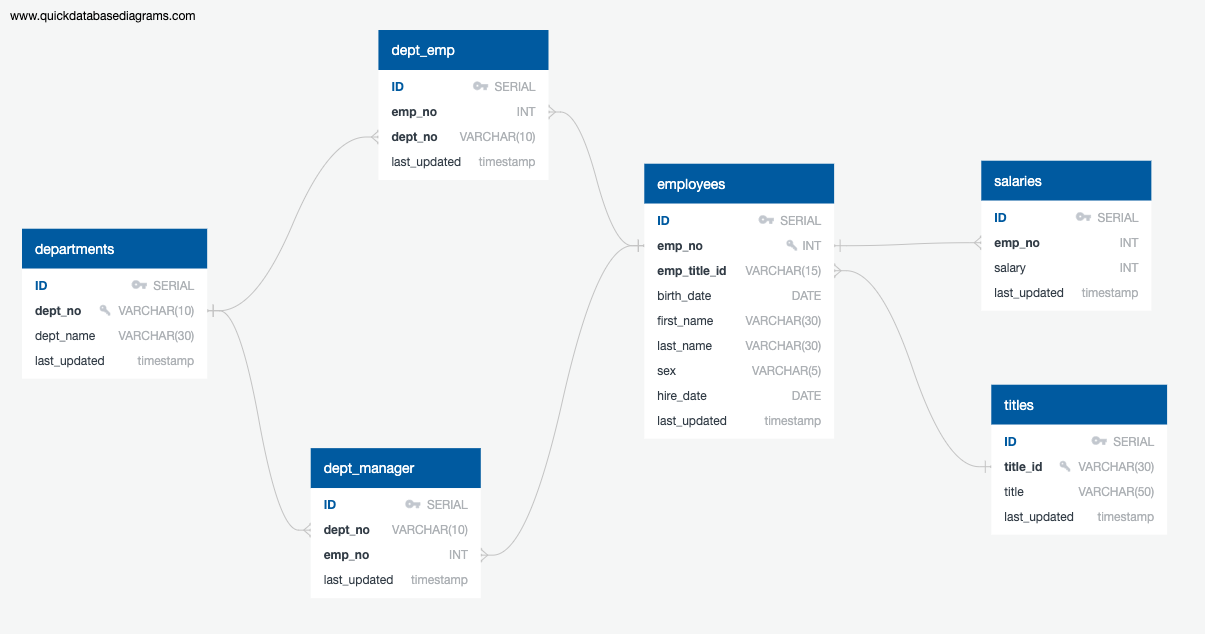 www.quickdatabasediagrams.com
dept_emp
ID SERIAL
emp_no INT
dept_no VARCHAR(10)
last_updated timestamp
employees
ID SERIAL
emp_no INT
emp_title_id VARCHAR(15)
birth_date DATE
first_name VARCHAR(30)
last_name VARCHAR(30)
sex VARCHAR(5)
hire_date DATE
last_updated timestamp
salaries
ID SERIAL
emp_no INT
salary INT
last_updated timestamp
departments
ID SERIAL
dept_no VARCHAR(10)
dept_name VARCHAR(30)
last_updated timestamp
titles
ID SERIAL
title_id VARCHAR(30)
title VARCHAR(50)
last_updated timestamp
dept_manager
ID SERIAL
dept_no VARCHAR(10)
emp_no INT
last_updated timestamp